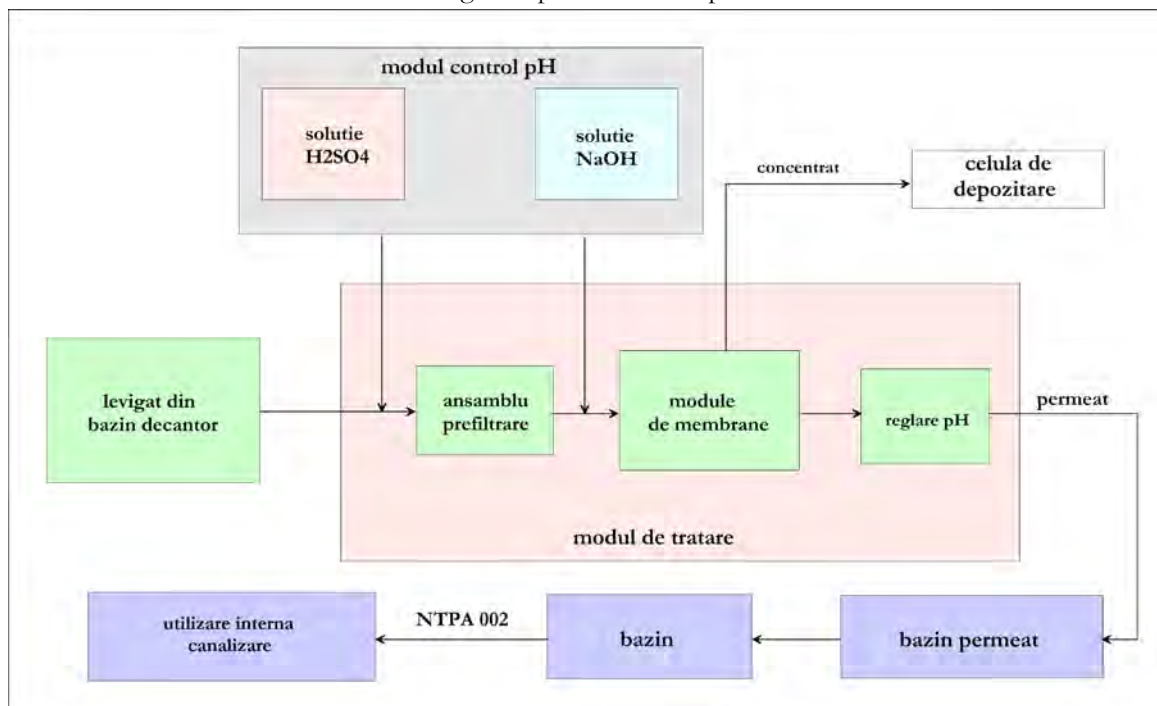 modul control pH
solutie
H2SO4
solutie
NaOH
concentrat
celula de
depozitare
levigat din
bazin decantor
ansamblu
prefiltrare
module
de membrane
reglare pH
permeat
modul de tratare
utilizare interna
canalizare
NTPA 002
bazin
bazin permeat